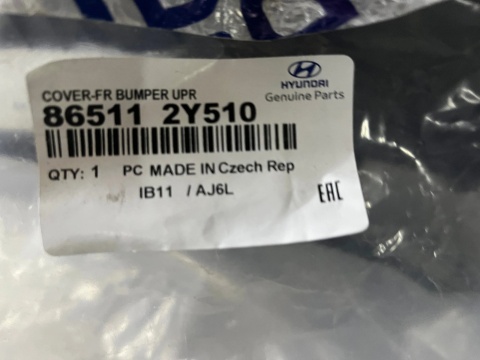 HYUNDAI
Genuine Parts
COVER-FR BUMPER UPR
86511 2Y510
QTY: 1 PC MADE IN Czech Rep
IB11 / AJ6L
EAC